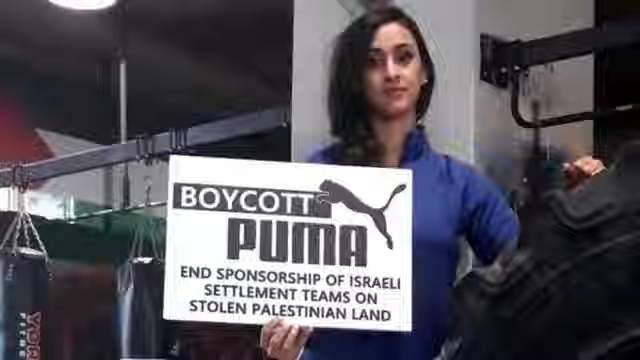 BOYCOTT
PUMA
END SPONSORSHIP OF ISRAELI
SETTLEMENT TEAMS ON
STOLEN PALESTINIAN LAND